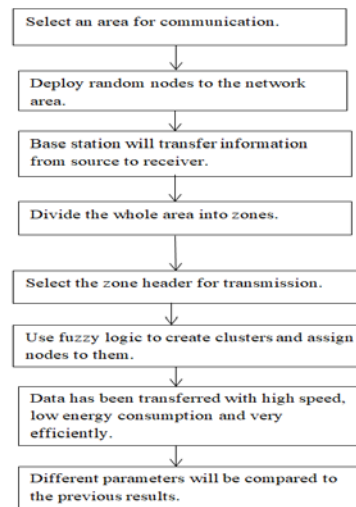 Select an area for communication.
Deploy random nodes to the network
area.
Base station will transfer information
from source to receiver.
Divide the whole area into zones.
Select the zone header for transmission.
Use fuzzy logic to create clusters and assign
nodes to them.
Data has been transferred with high speed,
low energy consumption and very
efficiently.
Different parameters will be compared to
the previous results.